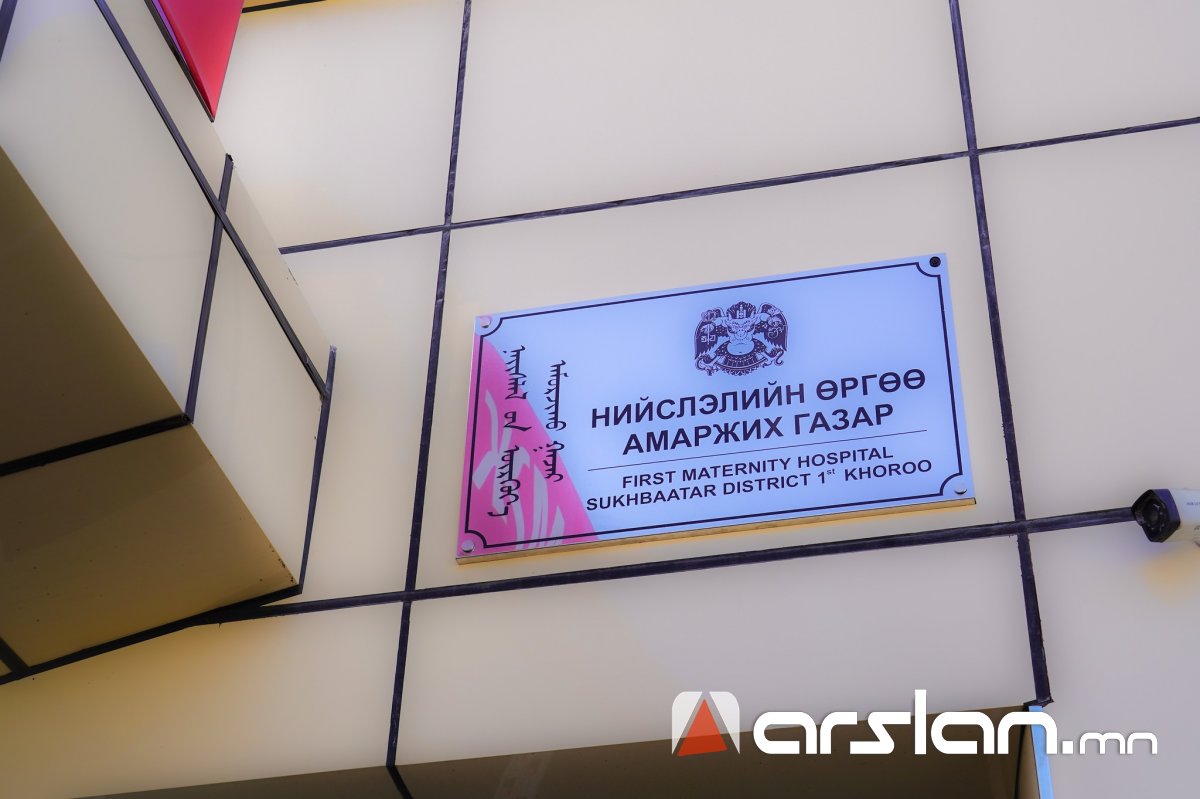 НИЙСЛЭЛИЙН ӨРГӨӨ
АМАРЖИХ ГАЗАР
FIRST MATERNITY HOSPITAL
SUKHBAATAR DISTRICT 1st KHOROO
arslan.mn